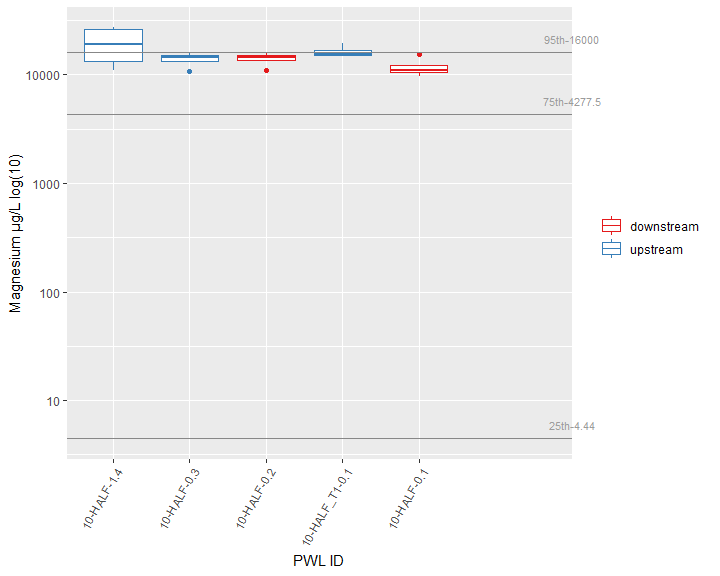 95th-16000
10000
75th-4277.5
1000
100
10
25th-4.44
Magnesium µg/L log(10)
10-HALF-1.4
10-HALF-0.3
10-HALF-0.2
10-HALF_T1-0.1
10-HALF-0.1
PWL ID
downstream
upstream